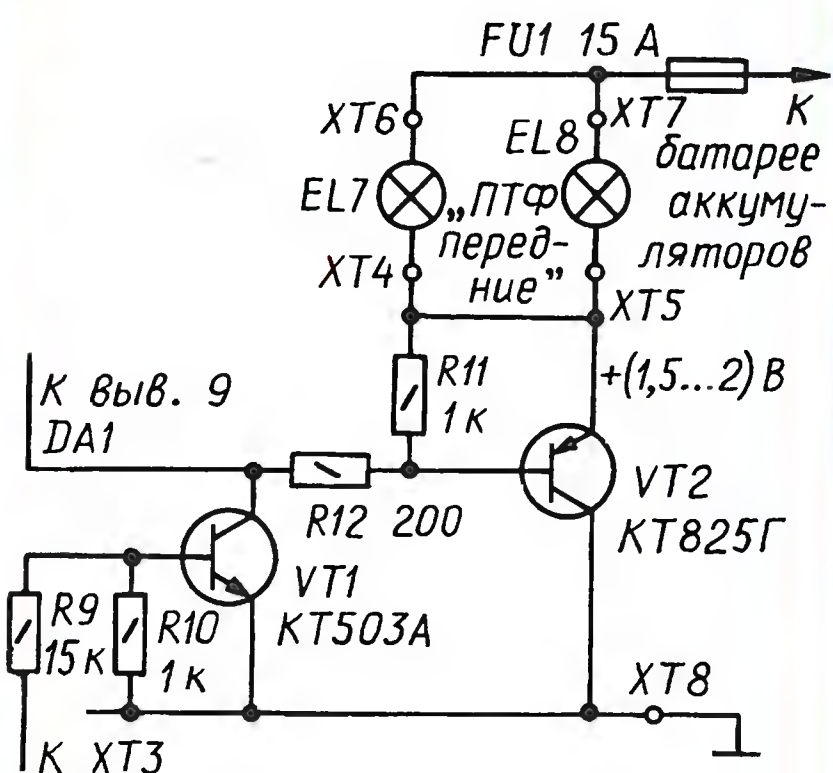 FU1 15 А
XT6
XT7
К
батарее
аккуму-
ляторов
EL7
EL8
„ПТФ
перед-
ние”
XT4
XT5
К выв. 9
DA1
R11
1 к
+(1,5...2) В
R12 200
VT2
КТ825Г
VT1
КТ503А
R9
15 к
R10
1 к
XT8
К XT3